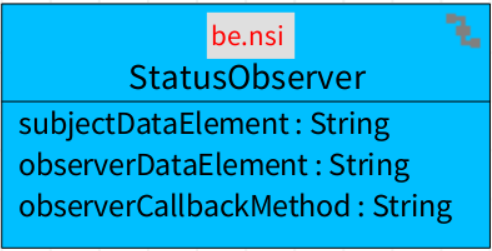 be.nsi
StatusObserver
subjectDataElement : String
observerDataElement : String
observerCallbackMethod : String